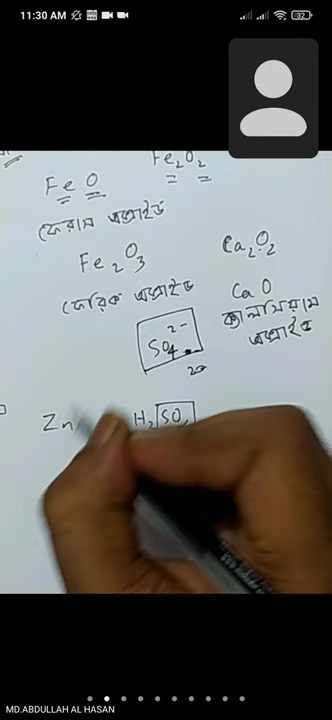 11:30 AM
32
Fe₂O₂
FeO
ফেরাস অক্সাইড
Fe₂O₃
Ca₂O₂
ফেরিক অক্সাইড
CaO
ক্যালসিয়াম
অক্সাইড
SO₄²⁻
Zn
H₂SO₄
MD.ABDULLAH AL HASAN